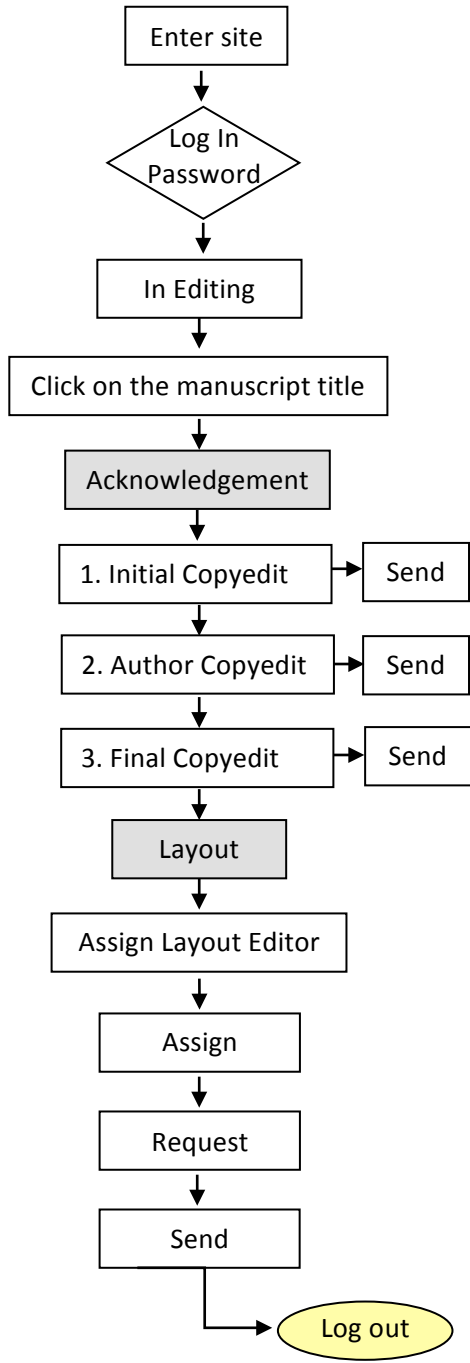 Enter site
Log In
Password
In Editing
Click on the manuscript title
Acknowledgement
1. Initial Copyedit
Send
2. Author Copyedit
Send
3. Final Copyedit
Send
Layout
Assign Layout Editor
Assign
Request
Send
Log out